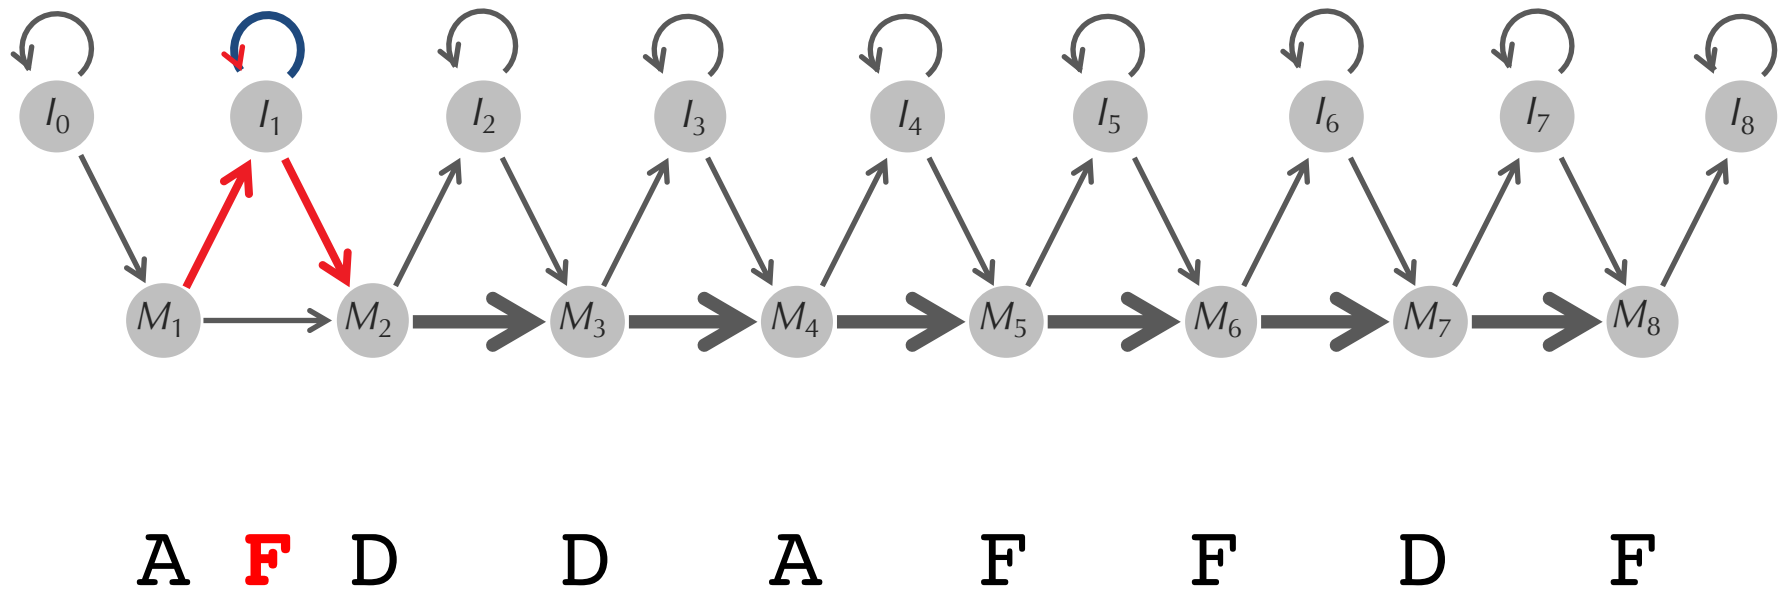 I₀ I₁ I₂ I₃ I₄ I₅ I₆ I₇ I₈
M₁ M₂ M₃ M₄ M₅ M₆ M₇ M₈
A F D D A F F D F